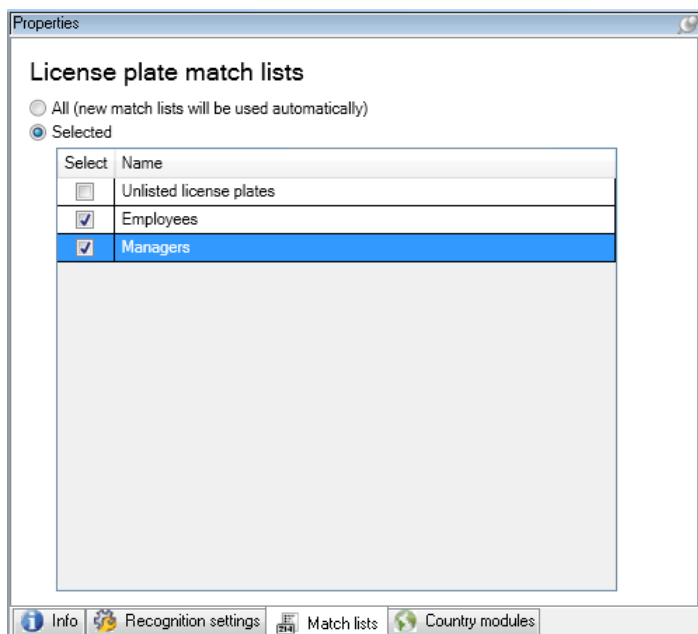 Properties
License plate match lists
All (new match lists will be used automatically)
Selected
Select Name
Unlisted license plates
Employees
Managers
Info Recognition settings Match lists Country modules